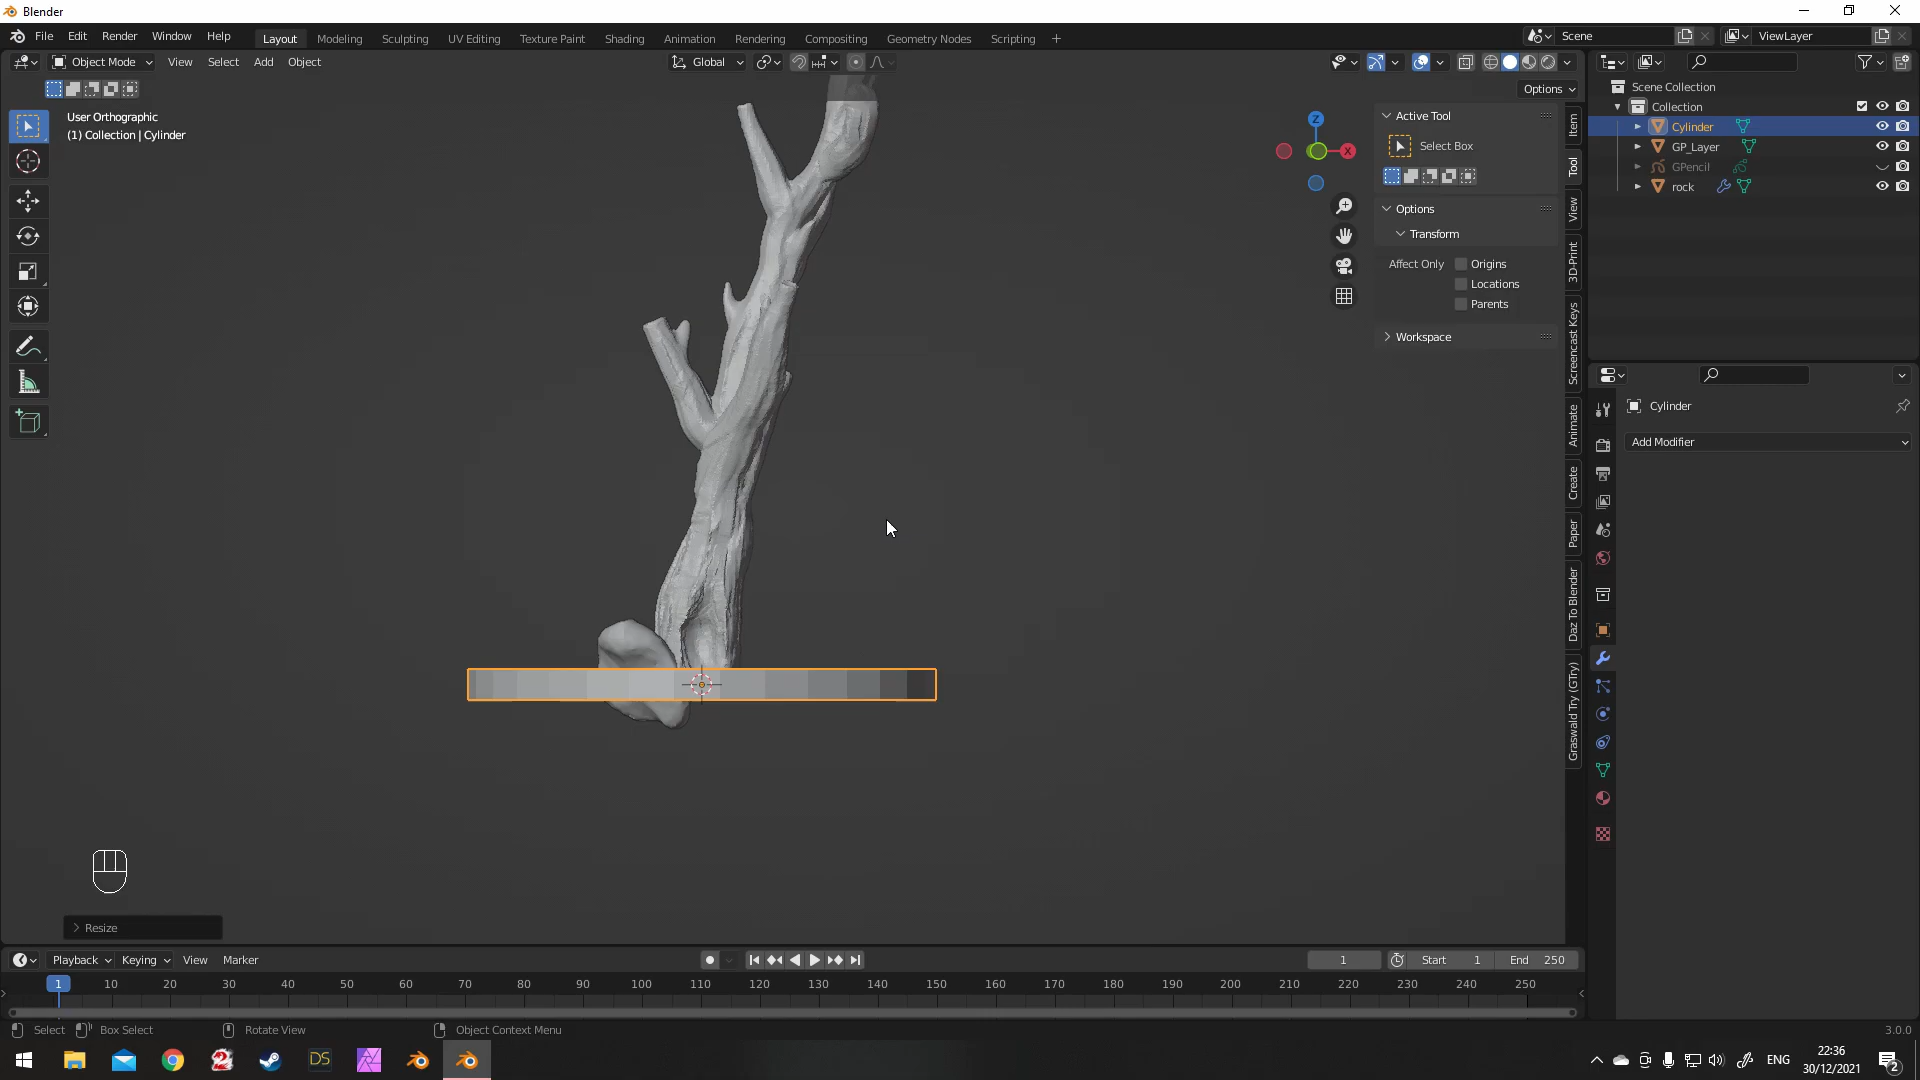 Blender
File Edit Render Window Help
Layout Modeling Sculpting UV Editing Texture Paint Shading Animation Rendering Compositing Geometry Nodes Scripting +
Scene
ViewLayer
Object Mode View Select Add Object
Global
Options
User Orthographic
(1) Collection | Cylinder
Z
X
Active Tool
Select Box
Options
Transform
Affect Only Origins
Locations
Parents
Workspace
Item
Tool
View
3D-Print
Screencast Keys
Animate
Create
Paper
Daz To Blender
Graswald Try (GTry)
Scene Collection
Collection
Cylinder
GP_Layer
GPencil
rock
Cylinder
Add Modifier
Resize
Playback Keying View Marker
1
Start 1
End 250
1 10 20 30 40 50 60 70 80 90 100 110 120 130 140 150 160 170 180 190 200 210 220 230 240 250
Select Box Select Rotate View Object Context Menu
3.0.0
DS
ENG
22:36
30/12/2021
2